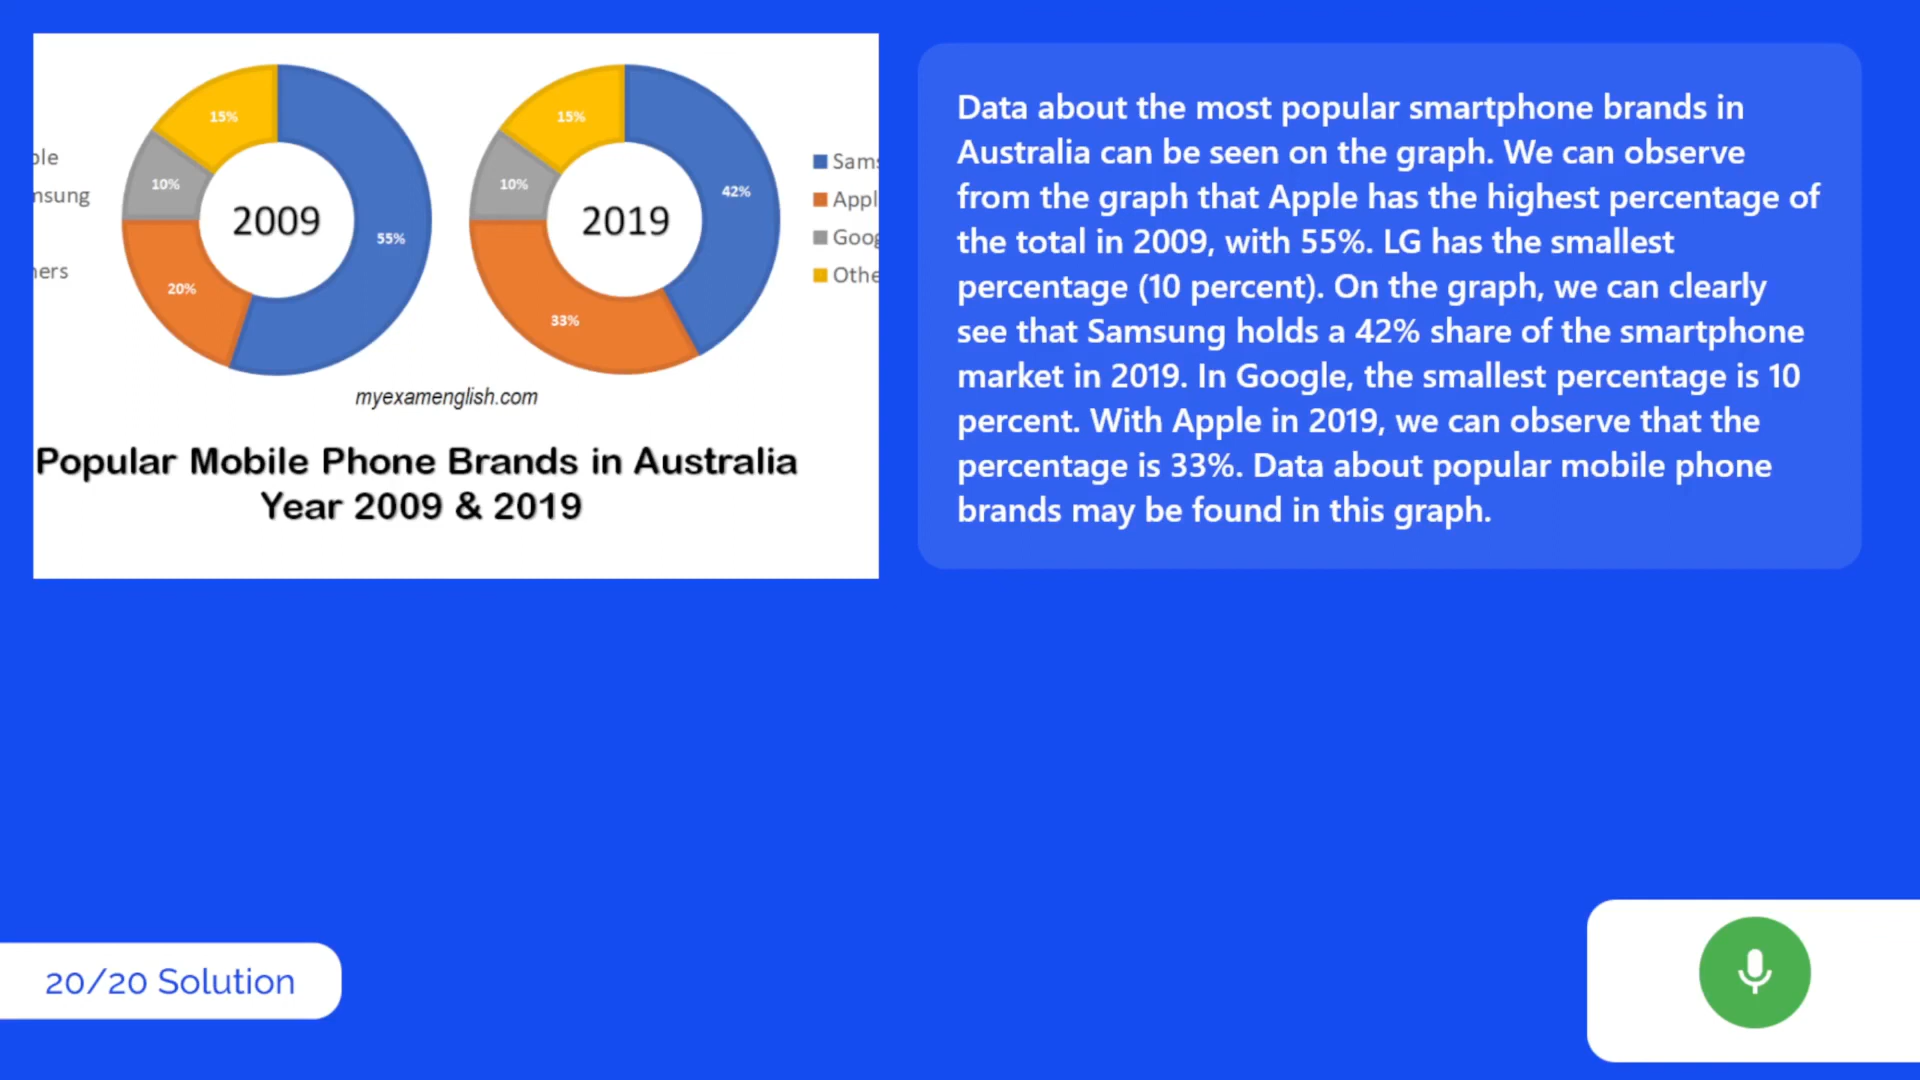 15%
10%
20%
55%
2009
15%
10%
33%
42%
2019
ple
msung
ers
Sams
Appl
Goog
Othe
myexamenglish.com
Popular Mobile Phone Brands in Australia
Year 2009 & 2019
Data about the most popular smartphone brands in
Australia can be seen on the graph. We can observe
from the graph that Apple has the highest percentage of
the total in 2009, with 55%. LG has the smallest
percentage (10 percent). On the graph, we can clearly
see that Samsung holds a 42% share of the smartphone
market in 2019. In Google, the smallest percentage is 10
percent. With Apple in 2019, we can observe that the
percentage is 33%. Data about popular mobile phone
brands may be found in this graph.
20/20 Solution